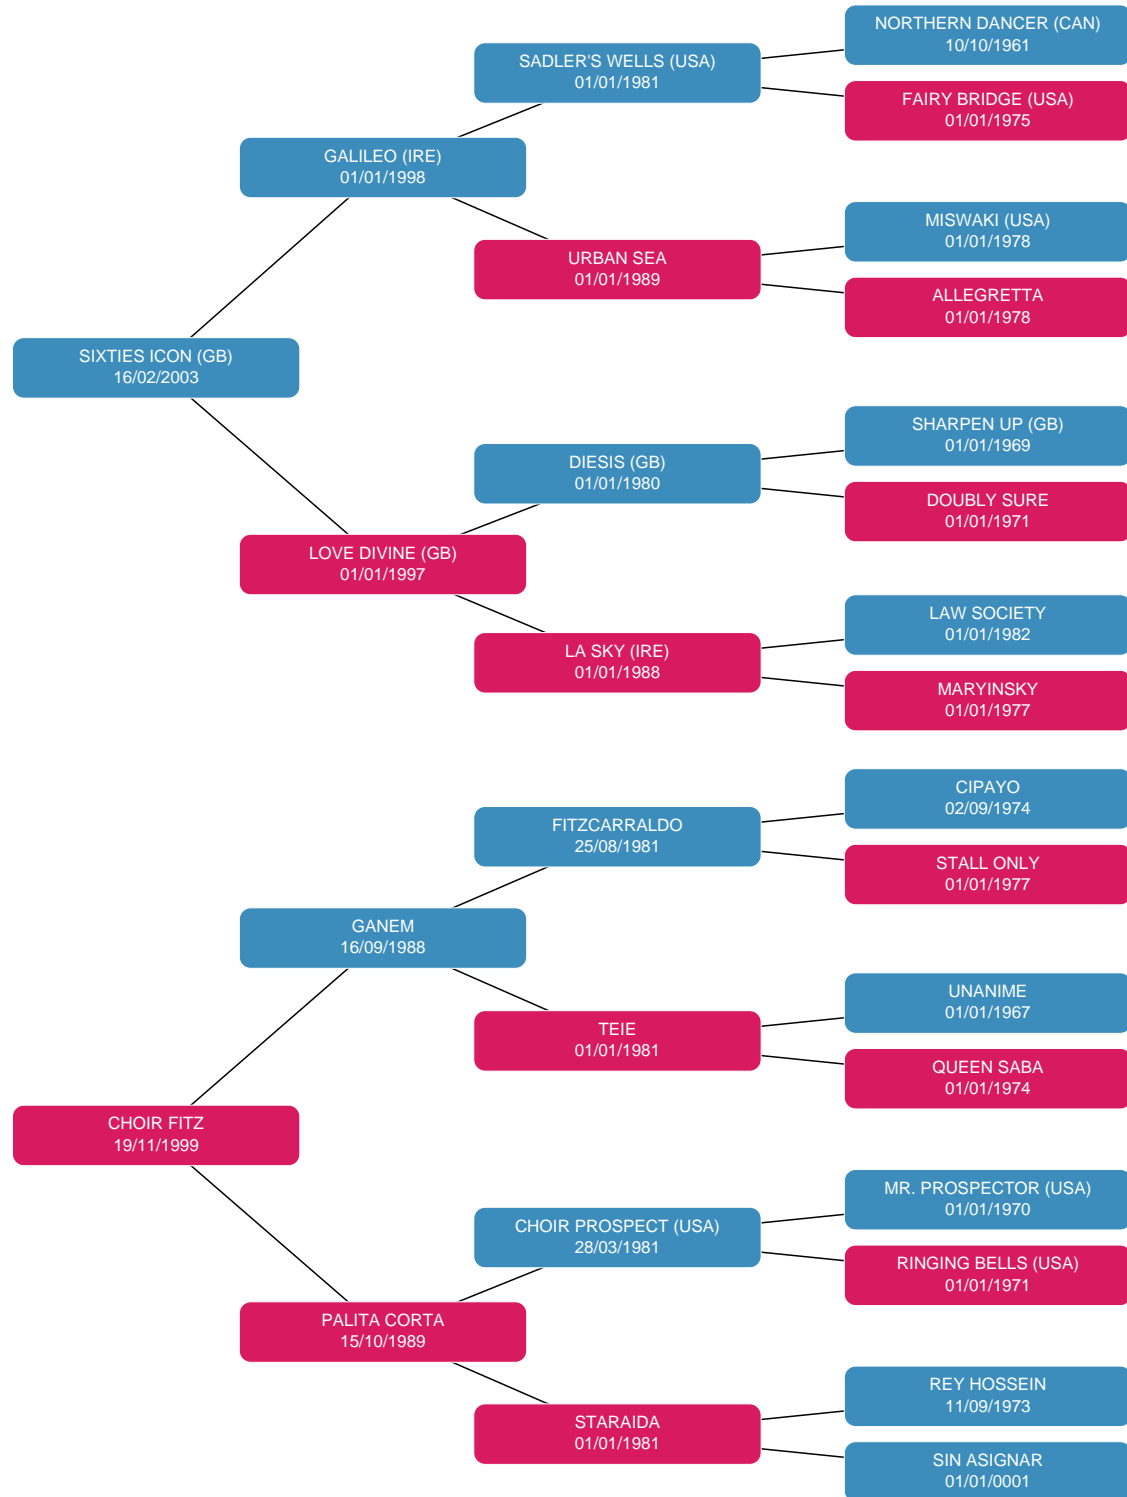 NORTHERN DANCER (CAN)
10/10/1961
SADLER'S WELLS (USA)
01/01/1981
FAIRY BRIDGE (USA)
01/01/1975
GALILEO (IRE)
01/01/1998
MISWAKI (USA)
01/01/1978
URBAN SEA
01/01/1989
ALLEGRETTA
01/01/1978
SIXTIES ICON (GB)
16/02/2003
SHARPEN UP (GB)
01/01/1969
DIESIS (GB)
01/01/1980
DOUBLY SURE
01/01/1971
LOVE DIVINE (GB)
01/01/1997
LAW SOCIETY
01/01/1982
LA SKY (IRE)
01/01/1988
MARYINSKY
01/01/1977
CIPAYO
02/09/1974
FITZCARRALDO
25/08/1981
STALL ONLY
01/01/1977
GANEM
16/09/1988
UNANIME
01/01/1967
TEIE
01/01/1981
QUEEN SABA
01/01/1974
CHOIR FITZ
19/11/1999
MR. PROSPECTOR (USA)
01/01/1970
CHOIR PROSPECT (USA)
28/03/1981
RINGING BELLS (USA)
01/01/1971
PALITA CORTA
15/10/1989
REY HOSSEIN
11/09/1973
STARAIDA
01/01/1981
SIN ASIGNAR
01/01/0001